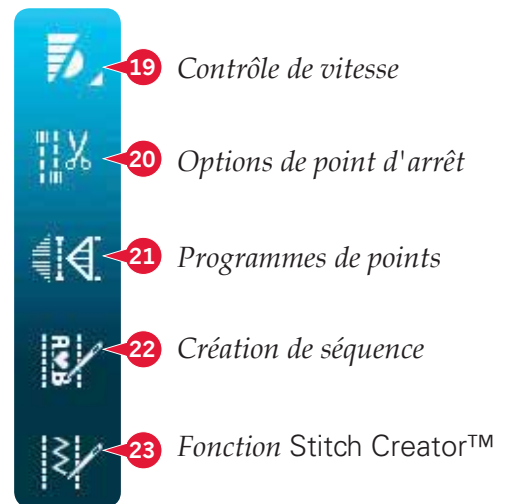 19 Contrôle de vitesse
20 Options de point d'arrêt
21 Programmes de points
22 Création de séquence
23 Fonction Stitch Creator™